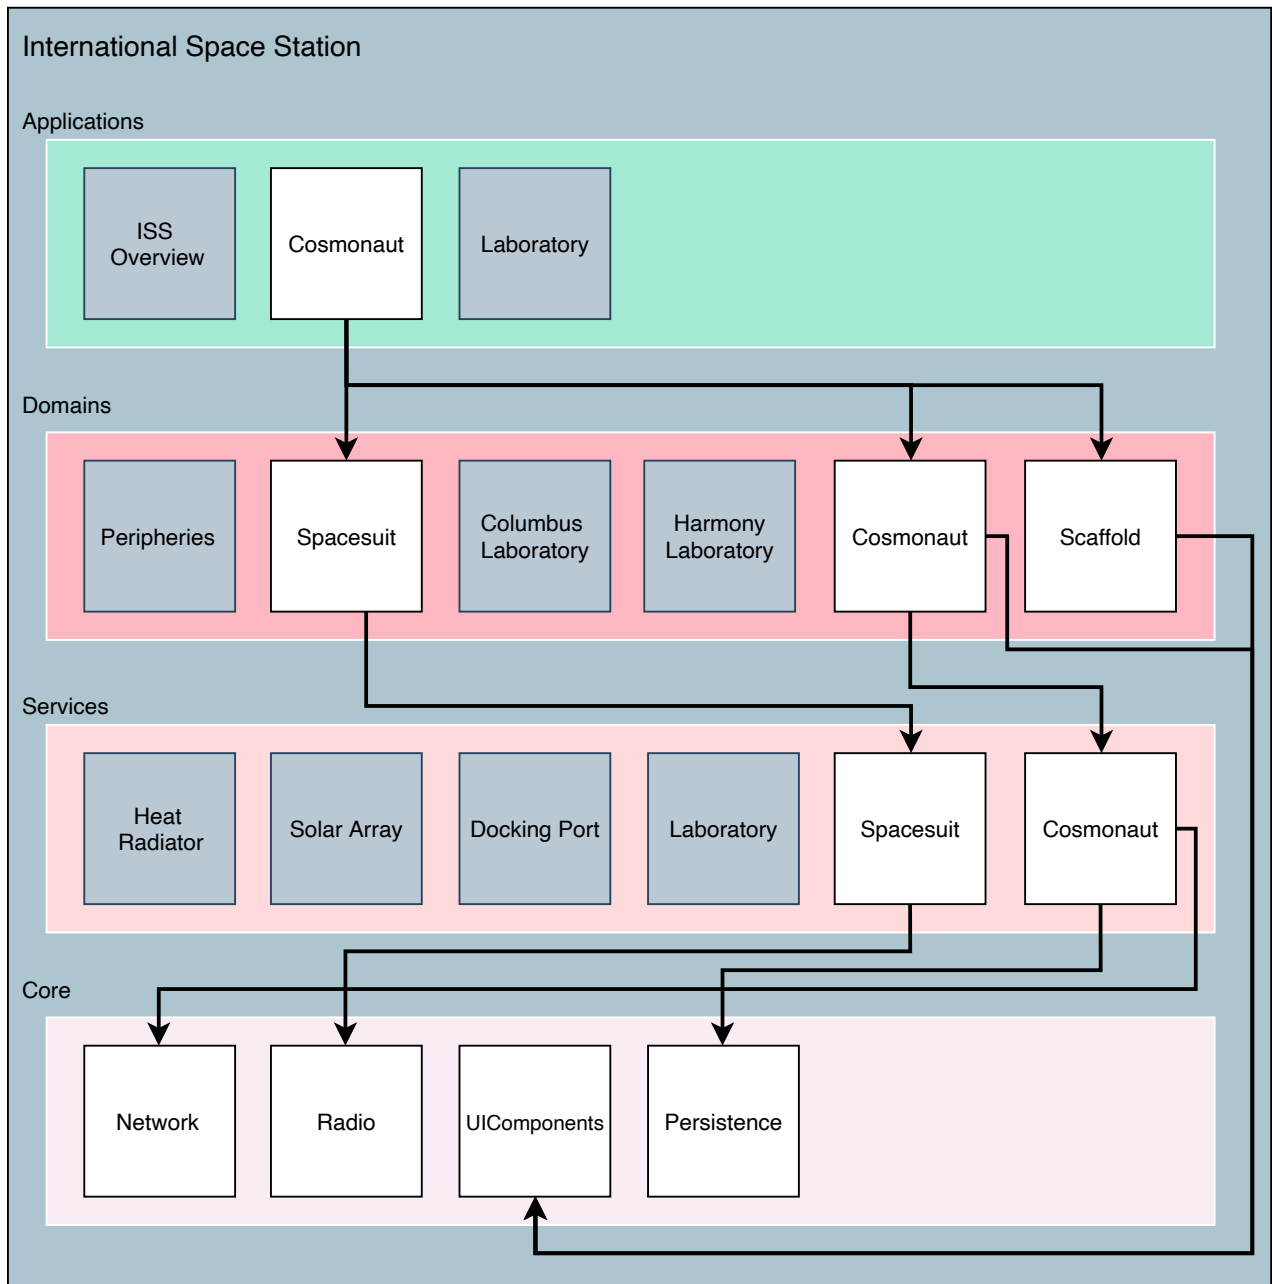 International Space Station
Applications
ISS
Overview
Cosmonaut
Laboratory
Domains
Peripheries
Spacesuit
Columbus
Laboratory
Harmony
Laboratory
Cosmonaut
Scaffold
Services
Heat
Radiator
Solar Array
Docking Port
Laboratory
Spacesuit
Cosmonaut
Core
Network
Radio
UIComponents
Persistence